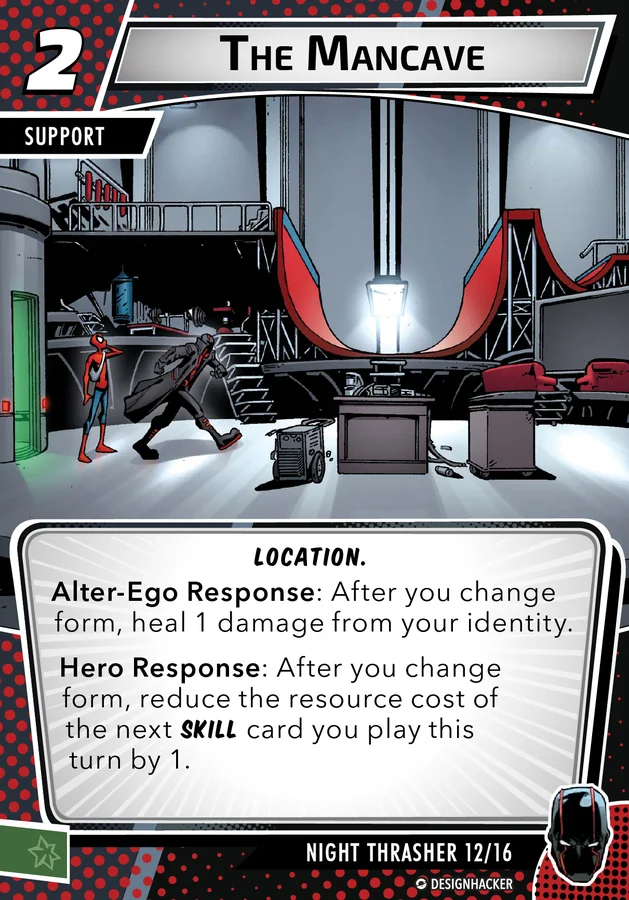 2
THE MANCAVE
SUPPORT
LOCATION.
Alter-Ego Response: After you change
form, heal 1 damage from your identity.
Hero Response: After you change
form, reduce the resource cost of
the next SKILL card you play this
turn by 1.
NIGHT THRASHER 12/16
DESIGNHACKER